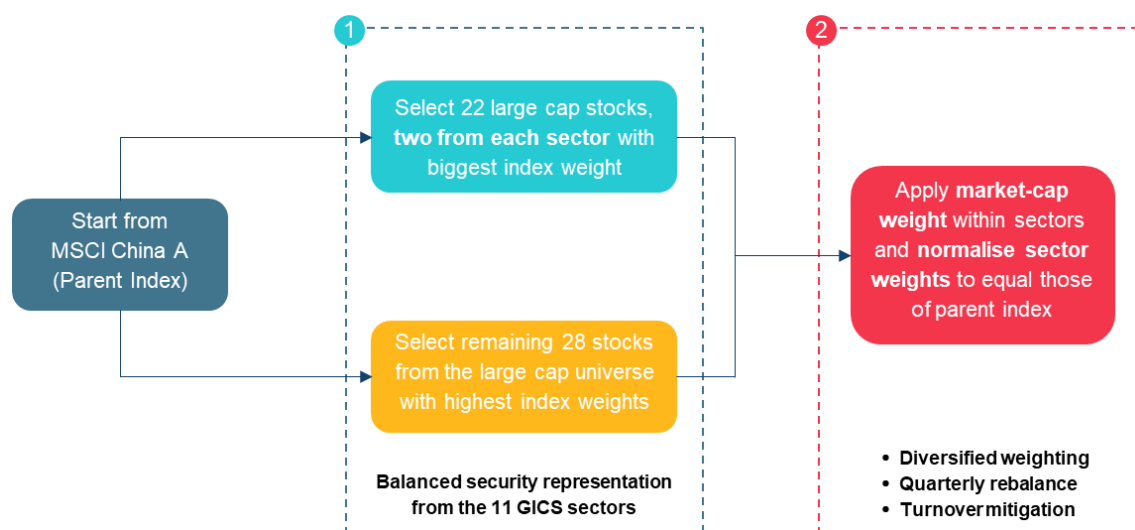 1
2
Select 22 large cap stocks,
two from each sector with
biggest index weight
Start from
MSCI China A
(Parent Index)
Apply market-cap
weight within sectors
and normalise sector
weights to equal those
of parent index
Select remaining 28 stocks
from the large cap universe
with highest index weights
Balanced security representation
from the 11 GICS sectors
• Diversified weighting
• Quarterly rebalance
• Turnover mitigation